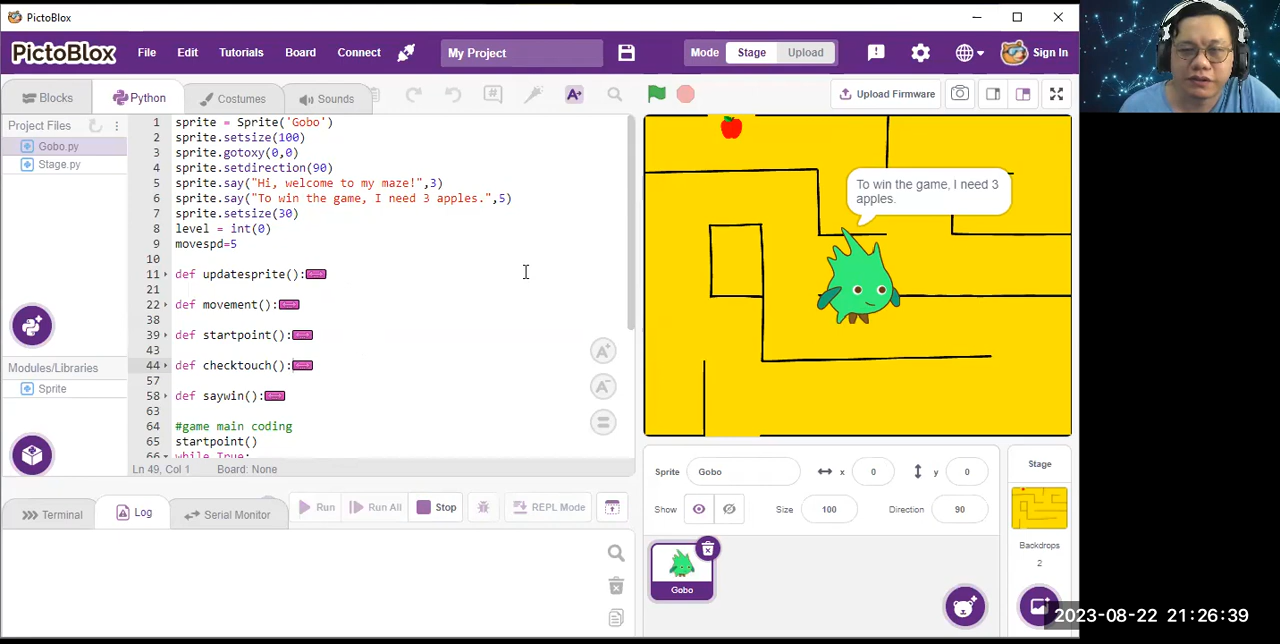 PictoBlox
PictoBlox File Edit Tutorials Board Connect My Project Mode Stage Upload Sign In
Blocks Python Costumes Sounds Upload Firmware
Project Files
Gobo.py
Stage.py
Modules/Libraries
Sprite
1 sprite = Sprite('Gobo')
2 sprite.setsize(100)
3 sprite.gotoxy(0,0)
4 sprite.setdirection(90)
5 sprite.say("Hi, welcome to my maze!",3)
6 sprite.say("To win the game, I need 3 apples.",5)
7 sprite.setsize(30)
8 level = int(0)
9 movespd=5
10
11 def updatesprite():
21
22 def movement():
38
39 def startpoint():
43
44 def checktouch():
57
58 def saywin():
63
64 #game main coding
65 startpoint()
66 while True:
Ln 49, Col 1 Board: None
Terminal Log Serial Monitor Run Run All Stop REPL Mode
To win the game, I need 3
apples.
Sprite Gobo x 0 y 0
Show Size 100 Direction 90
Gobo
Stage
Backdrops
2
2023-08-22 21:26:39